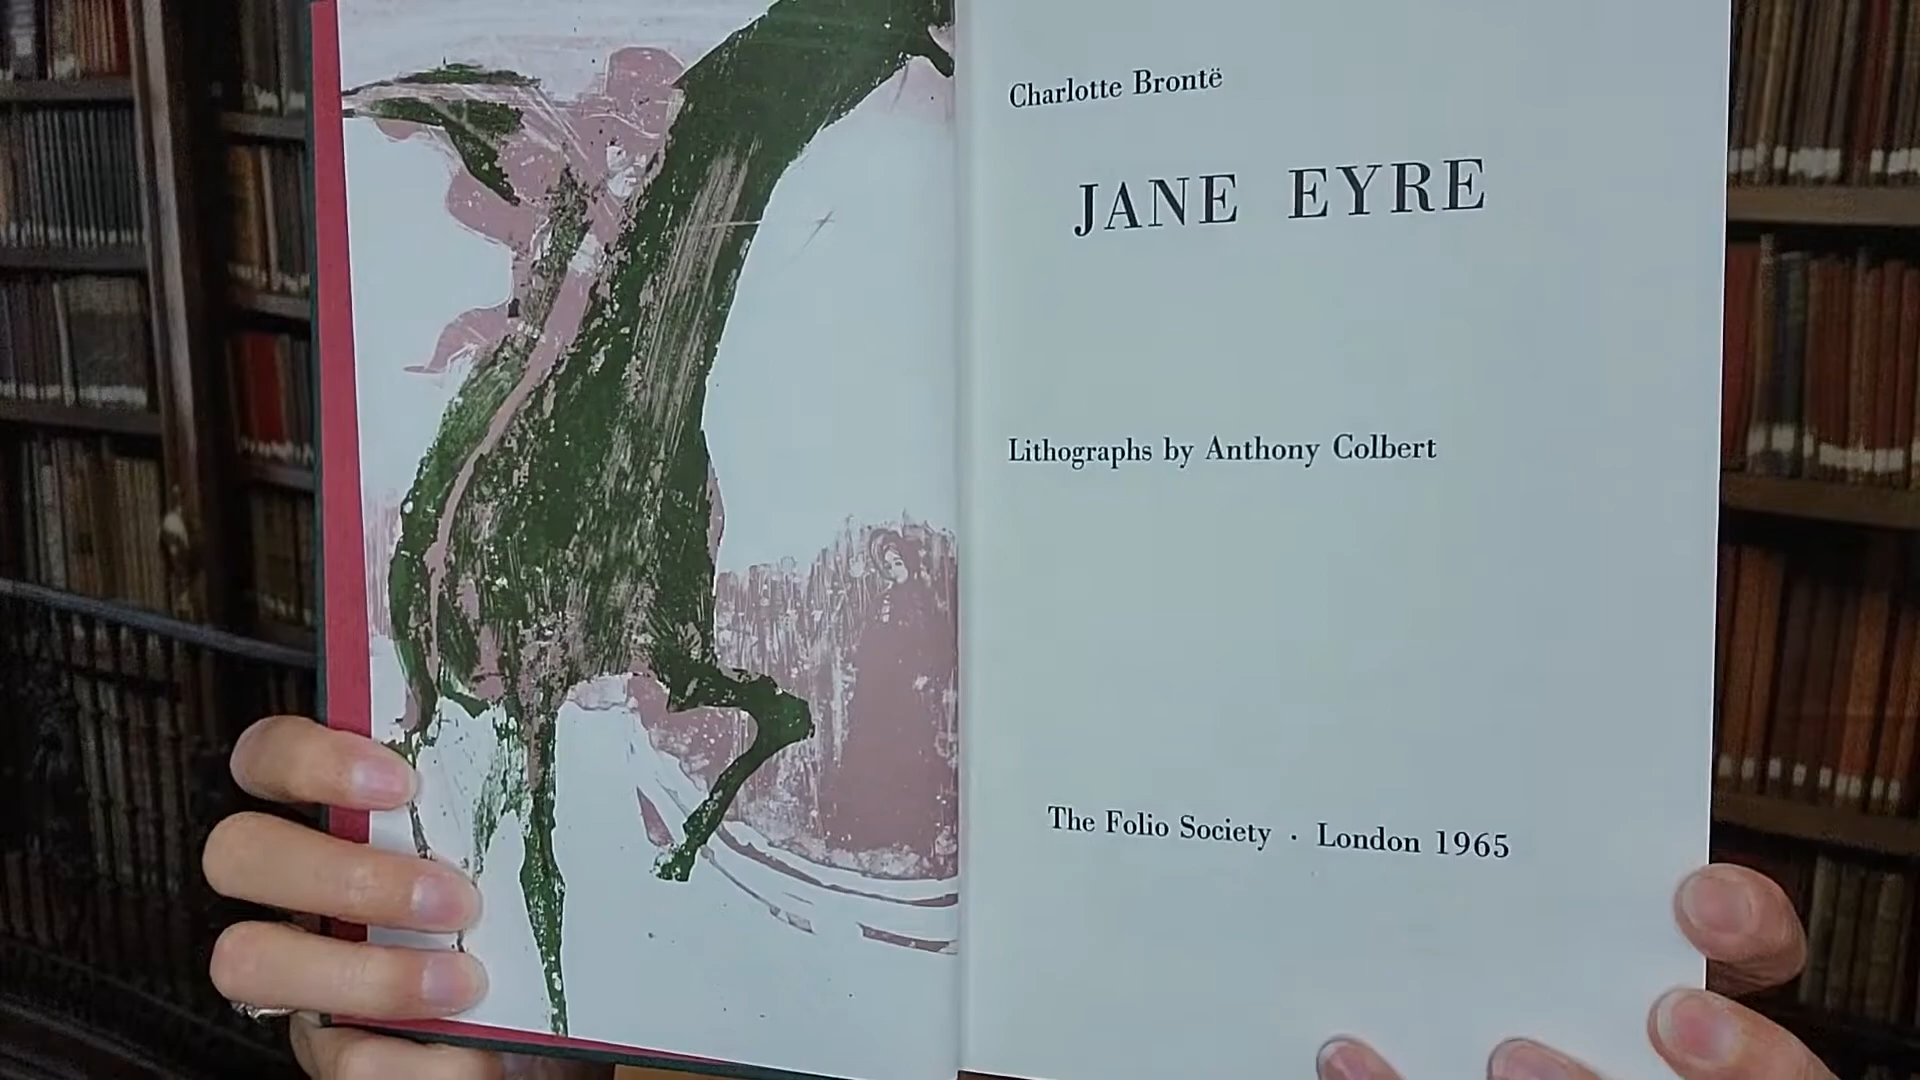 Charlotte Brontë
JANE EYRE
Lithographs by Anthony Colbert
The Folio Society · London 1965